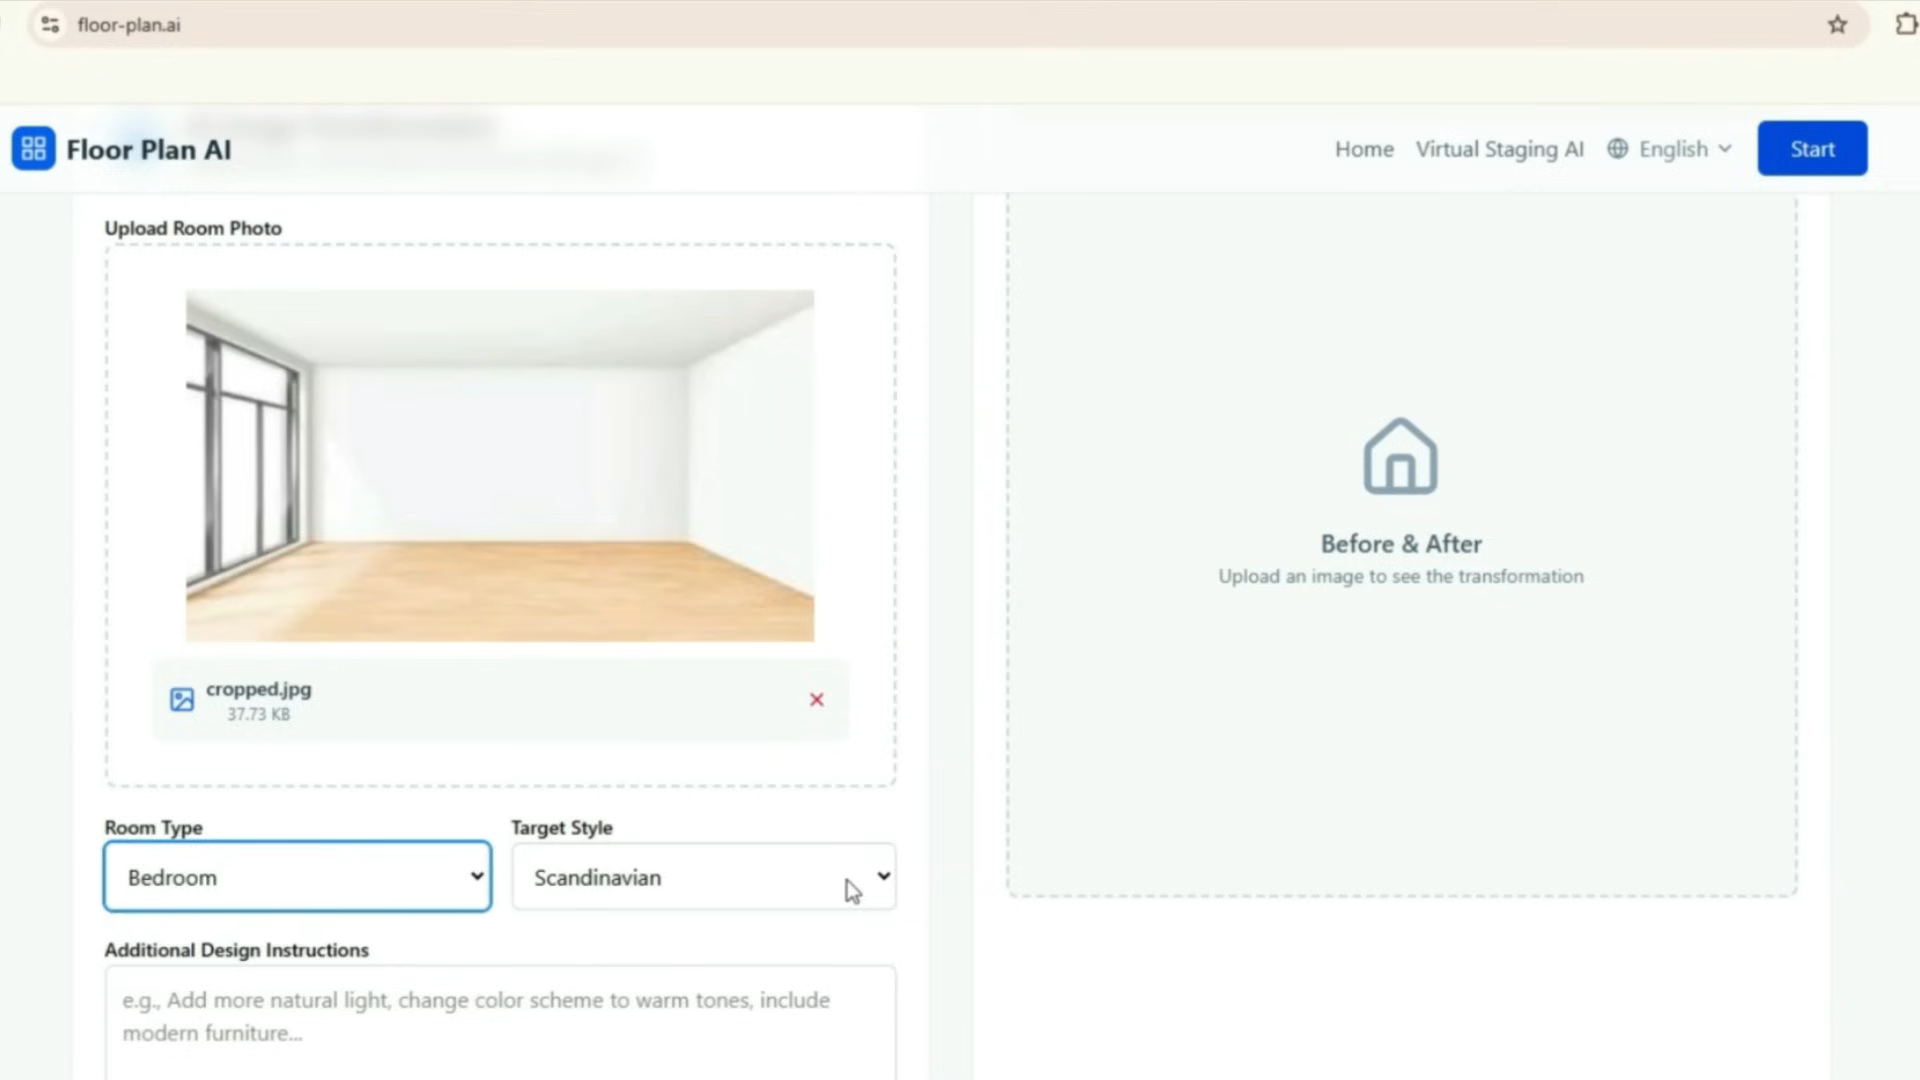 floor-plan.ai
Floor Plan AI
Home
Virtual Staging AI
English
Start
Upload Room Photo
cropped.jpg
37.73 KB
Room Type
Target Style
Bedroom
Scandinavian
Additional Design Instructions
e.g., Add more natural light, change color scheme to warm tones, include
modern furniture...
Before & After
Upload an image to see the transformation